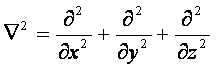 ∇² = ∂²/∂x² + ∂²/∂y² + ∂²/∂z²